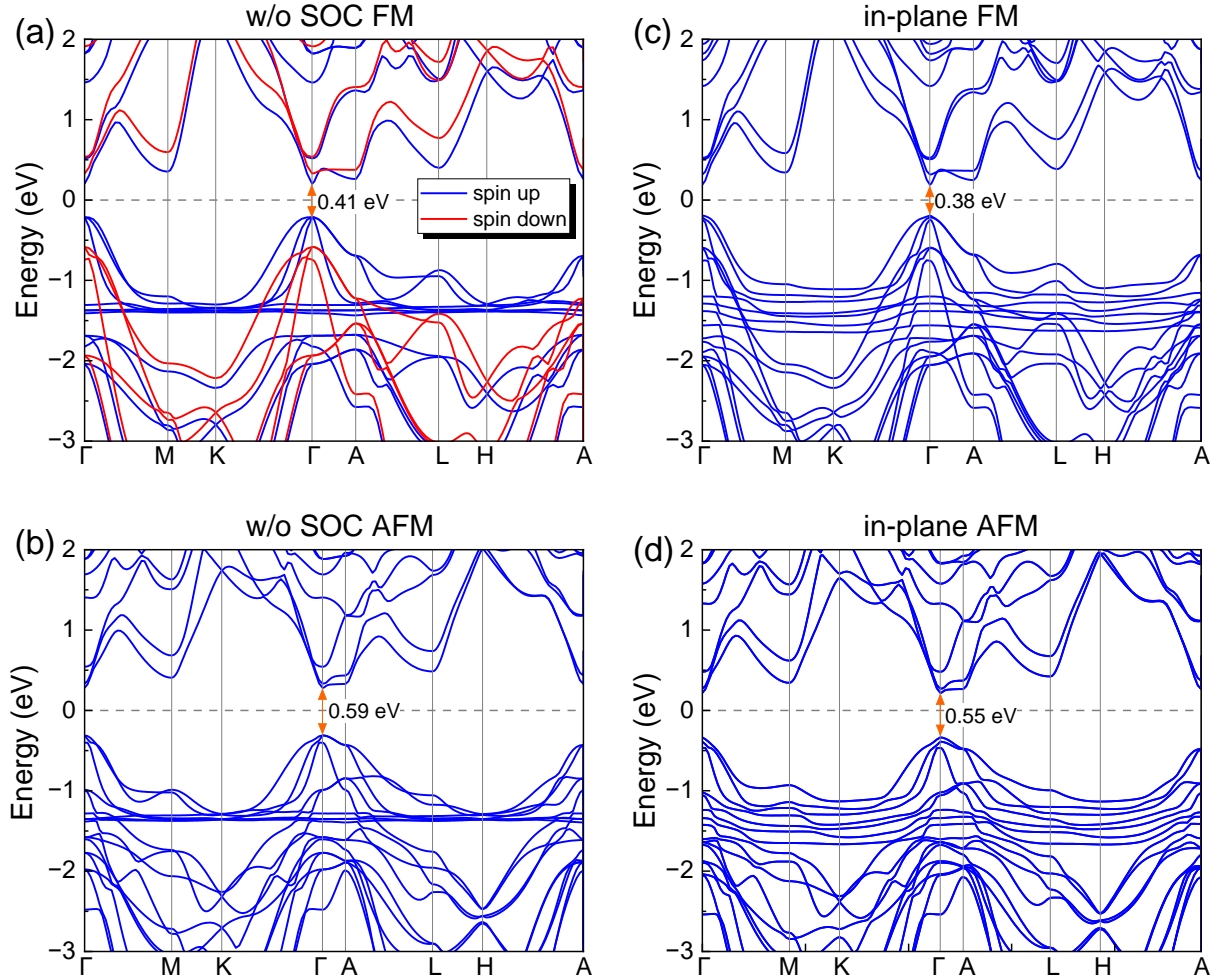 (a)
w/o SOC FM
2
1
0
−1
−2
−3
Energy (eV)
0.41 eV
spin up
spin down
Γ M K Γ A L H A
(c)
in-plane FM
2
1
0
−1
−2
−3
Energy (eV)
0.38 eV
Γ M K Γ A L H A
(b)
w/o SOC AFM
2
1
0
−1
−2
−3
Energy (eV)
0.59 eV
Γ M K Γ A L H A
(d)
in-plane AFM
2
1
0
−1
−2
−3
Energy (eV)
0.55 eV
Γ M K Γ A L H A